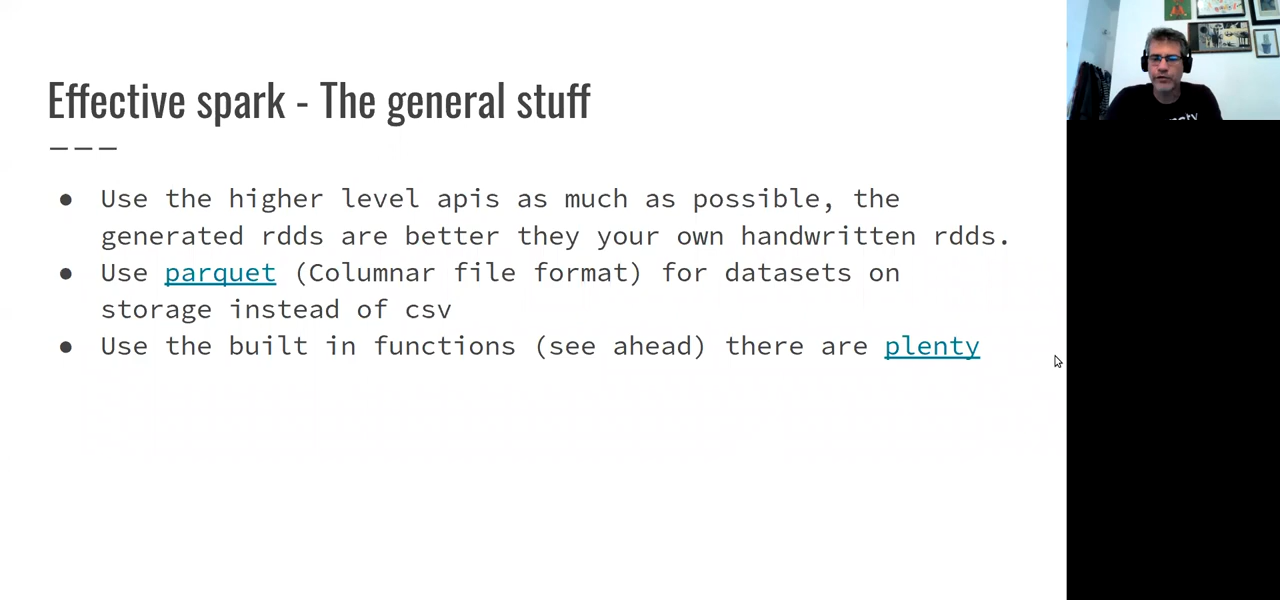 Effective spark - The general stuff
● Use the higher level apis as much as possible, the
generated rdds are better they your own handwritten rdds.
● Use parquet (Columnar file format) for datasets on
storage instead of csv
● Use the built in functions (see ahead) there are plenty